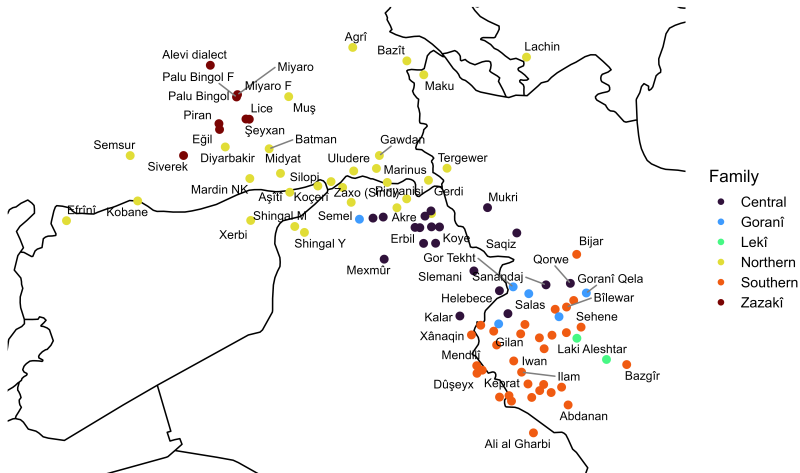 Agrî
Lachin
Alevi dialect
Bazît
Miyaro
Palu Bingol F
Maku
Miyaro F
Palu Bingol
Muş
Lice
Piran
Şeyxan
Eğil
Batman
Gawdan
Semsur
Diyarbakir
Midyat
Uludere
Tergewer
Siverek
Silopi
Marinus
Mardin NK
Aşîtî
Koçerî
Zaxo (Sindî)
Gerdi
Efrînî
Kobane
Shingal M
Semel
Akre
Mukri
Xerbi
Shingal Y
Erbil
Koye
Saqiz
Bijar
Mexmûr
Gor Tekht
Qorwe
Slemani
Sanandaj
Goranî Qela
Helebece
Salas
Bîlewar
Kalar
Sehene
Xânaqin
Gilan
Laki Aleshtar
Mendilî
Iwan
Bazgîr
Dûşeyx
Keprat
Ilam
Abdanan
Ali al Gharbi
Family
Central
Goranî
Lekî
Northern
Southern
Zazakî